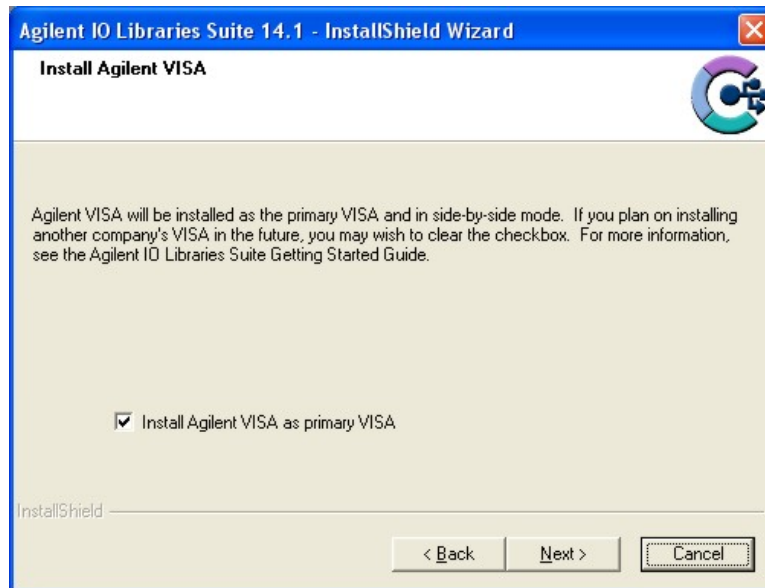 Agilent IO Libraries Suite 14.1 - InstallShield Wizard
Install Agilent VISA
Agilent VISA will be installed as the primary VISA and in side-by-side mode.  If you plan on installing
another company's VISA in the future, you may wish to clear the checkbox.  For more information,
see the Agilent IO Libraries Suite Getting Started Guide.
Install Agilent VISA as primary VISA
InstallShield
< Back
Next >
Cancel